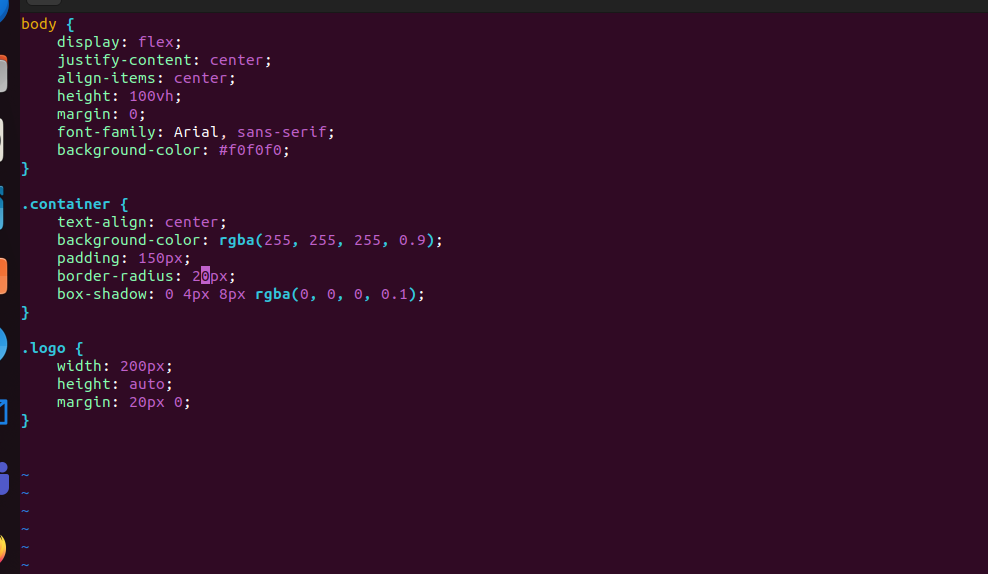 body {
    display: flex;
    justify-content: center;
    align-items: center;
    height: 100vh;
    margin: 0;
    font-family: Arial, sans-serif;
    background-color: #f0f0f0;
}

.container {
    text-align: center;
    background-color: rgba(255, 255, 255, 0.9);
    padding: 150px;
    border-radius: 20px;
    box-shadow: 0 4px 8px rgba(0, 0, 0, 0.1);
}

.logo {
    width: 200px;
    height: auto;
    margin: 20px 0;
}

~
~
~
~
~
~